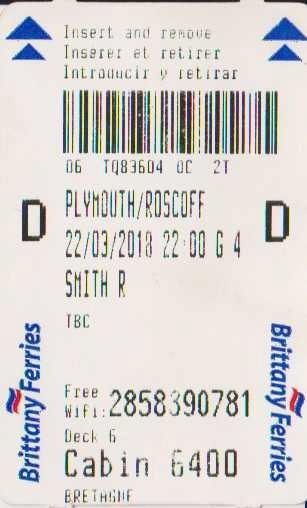 Insert and remove
Inserer et retirer
Introducir y retirar
06 TQ83604 0C 2T
D D
PLYMOUTH/ROSCOFF
22/03/2018 22:00 G 4
SMITH R
TBC
Free
WiFi: 2858390781
Deck 6
Cabin 6400
BRETAGNE
Brittany Ferries
Brittany Ferries